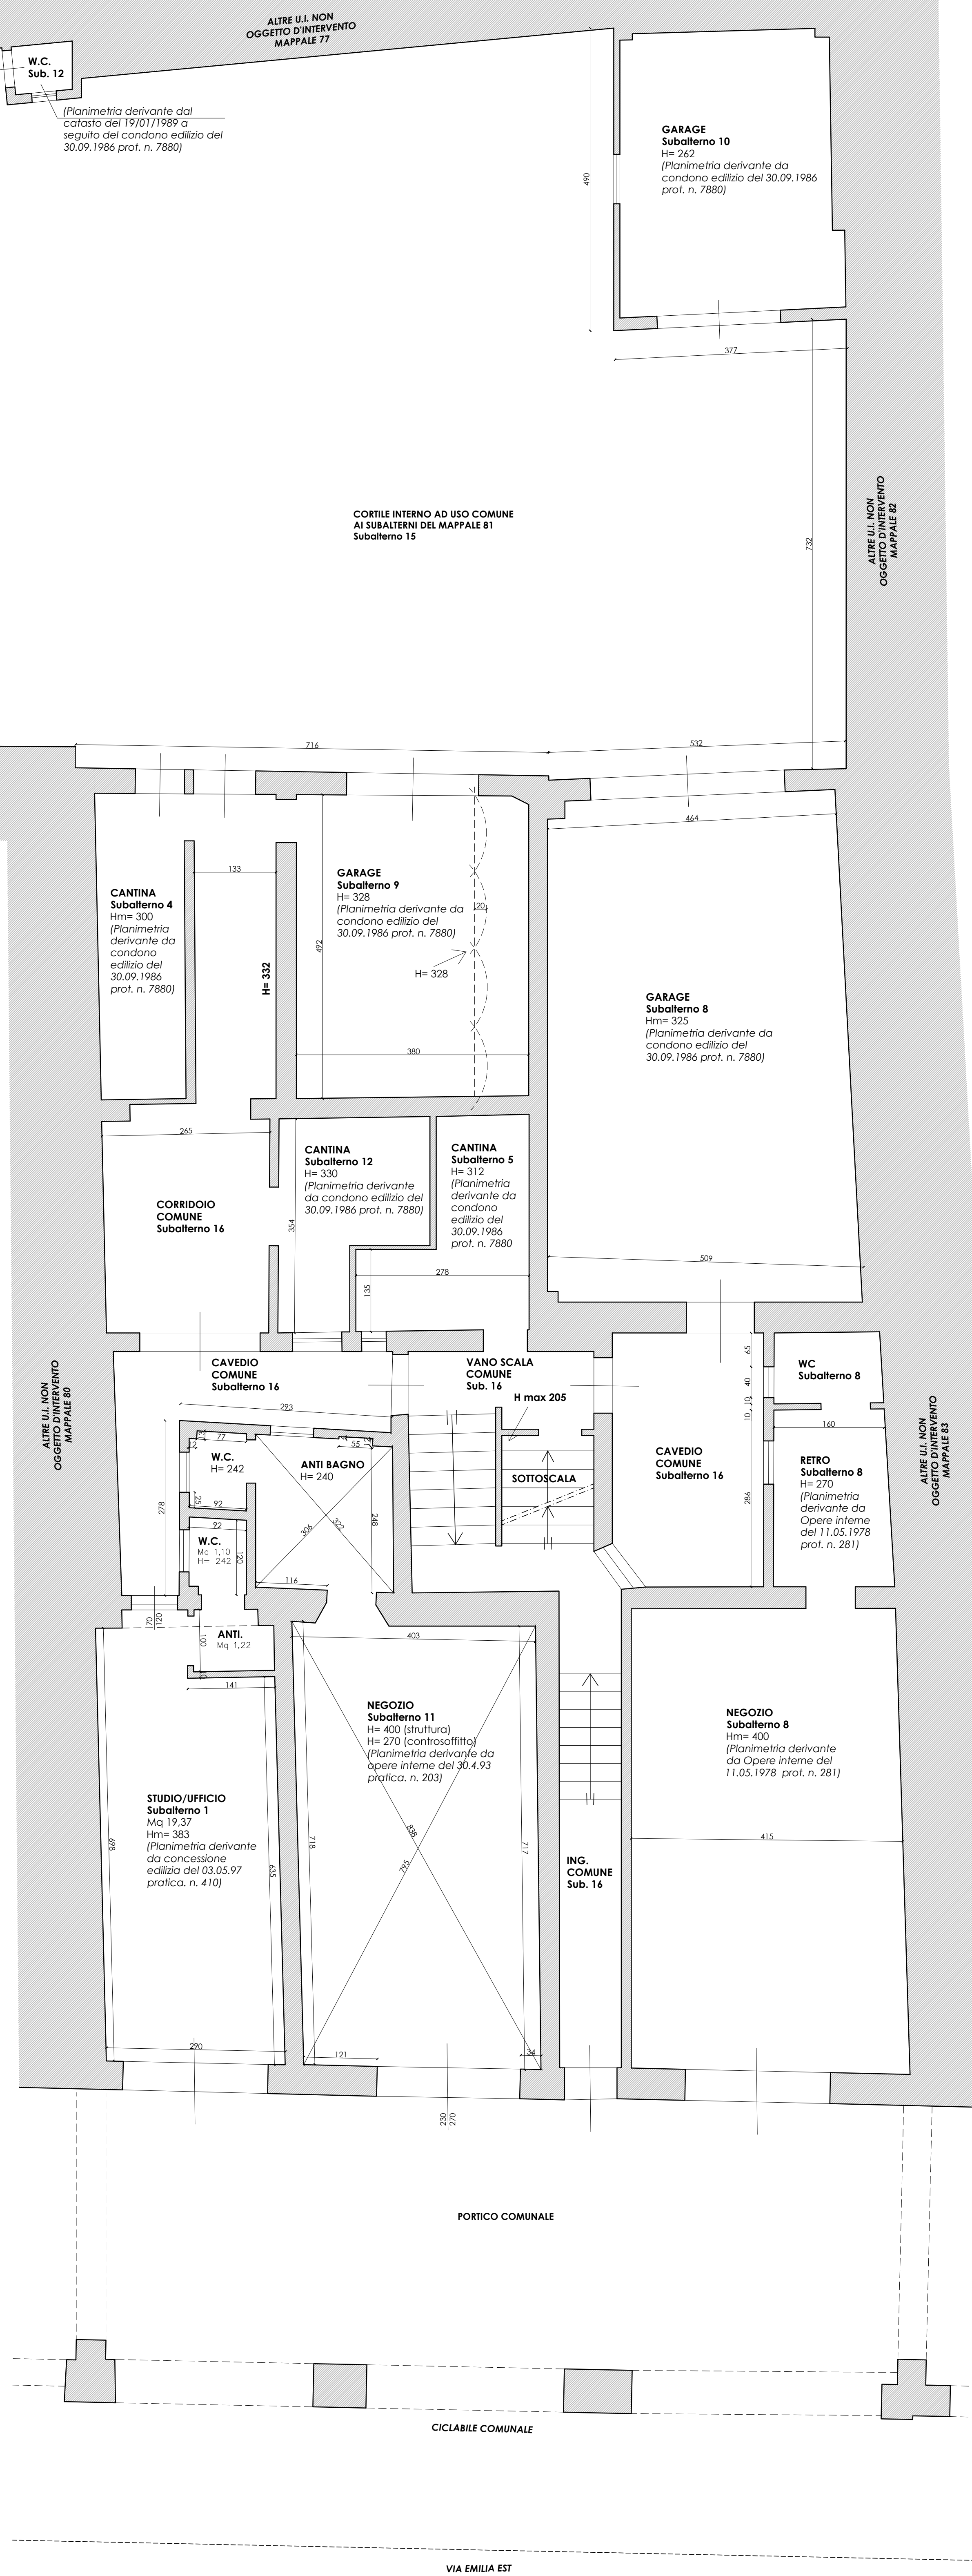 ALTRE U.I. NON
OGGETTO D'INTERVENTO
MAPPALE 77
W.C.
Sub. 12
(Planimetria derivante dal
catasto del 19/01/1989 a
seguito del condono edilizio del
30.09.1986 prot. n. 7880)
GARAGE
Subalterno 10
H= 262
(Planimetria derivante da
condono edilizio del 30.09.1986
prot. n. 7880)
490
377
CORTILE INTERNO AD USO COMUNE
AI SUBALTERNI DEL MAPPALE 81
Subalterno 15
732
ALTRE U.I. NON
OGGETTO D'INTERVENTO
MAPPALE 82
716
532
464
133
CANTINA
Subalterno 4
Hm= 300
(Planimetria
derivante da
condono
edilizio del
30.09.1986
prot. n. 7880)
H= 332
GARAGE
Subalterno 9
H= 328
(Planimetria derivante da
condono edilizio del
30.09.1986 prot. n. 7880)
20
492
H= 328
380
GARAGE
Subalterno 8
Hm= 325
(Planimetria derivante da
condono edilizio del
30.09.1986 prot. n. 7880)
265
CORRIDOIO
COMUNE
Subalterno 16
CANTINA
Subalterno 12
H= 330
(Planimetria derivante
da condono edilizio del
30.09.1986 prot. n. 7880)
354
CANTINA
Subalterno 5
H= 312
(Planimetria
derivante da
condono
edilizio del
30.09.1986
prot. n. 7880
278
135
509
ALTRE U.I. NON
OGGETTO D'INTERVENTO
MAPPALE 80
CAVEDIO
COMUNE
Subalterno 16
293
VANO SCALA
COMUNE
Sub. 16
H max 205
SOTTOSCALA
CAVEDIO
COMUNE
Subalterno 16
65
40
10
10
286
WC
Subalterno 8
160
RETRO
Subalterno 8
H= 270
(Planimetria
derivante da
Opere interne
del 11.05.1978
prot. n. 281)
ALTRE U.I. NON
OGGETTO D'INTERVENTO
MAPPALE 83
77
12
W.C.
H= 242
25
92
278
55
ANTI BAGNO
H= 240
306
322
248
116
92
W.C.
Mq 1,10
H= 242
120
70
120
100
ANTI.
Mq 1,22
141
403
NEGOZIO
Subalterno 11
H= 400 (struttura)
H= 270 (controsoffitto)
(Planimetria derivante da
opere interne del 30.4.93
pratica. n. 203)
718
838
795
717
121
34
STUDIO/UFFICIO
Subalterno 1
Mq 19,37
Hm= 383
(Planimetria derivante
da concessione
edilizia del 03.05.97
pratica. n. 410)
698
635
290
ING.
COMUNE
Sub. 16
NEGOZIO
Subalterno 8
Hm= 400
(Planimetria derivante
da Opere interne del
11.05.1978 prot. n. 281)
415
230
270
PORTICO COMUNALE
CICLABILE COMUNALE
VIA EMILIA EST